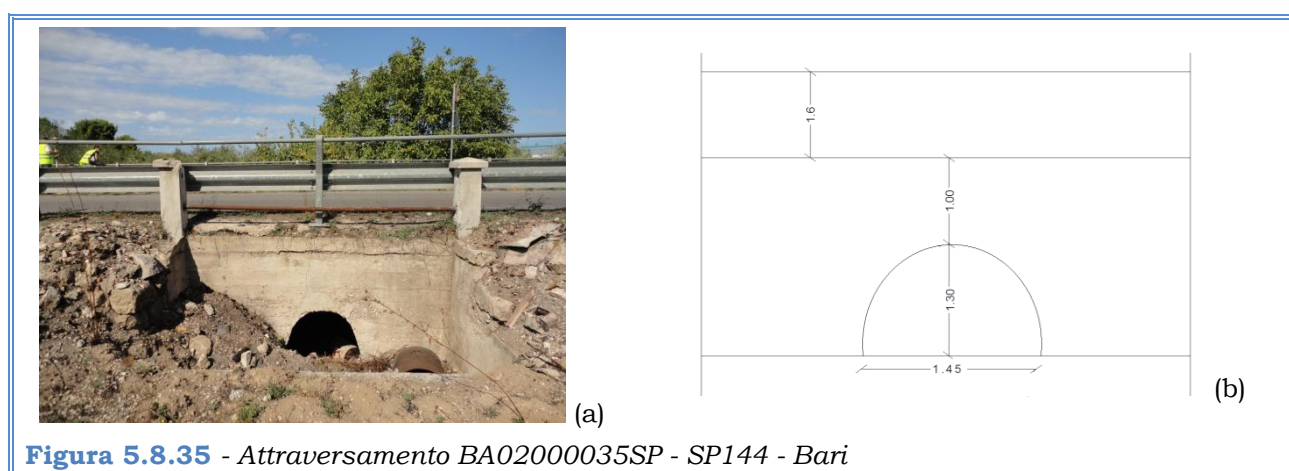 1.6
1.00
1.30
1.45
(a)
(b)
Figura 5.8.35 - Attraversamento BA02000035SP - SP144 - Bari